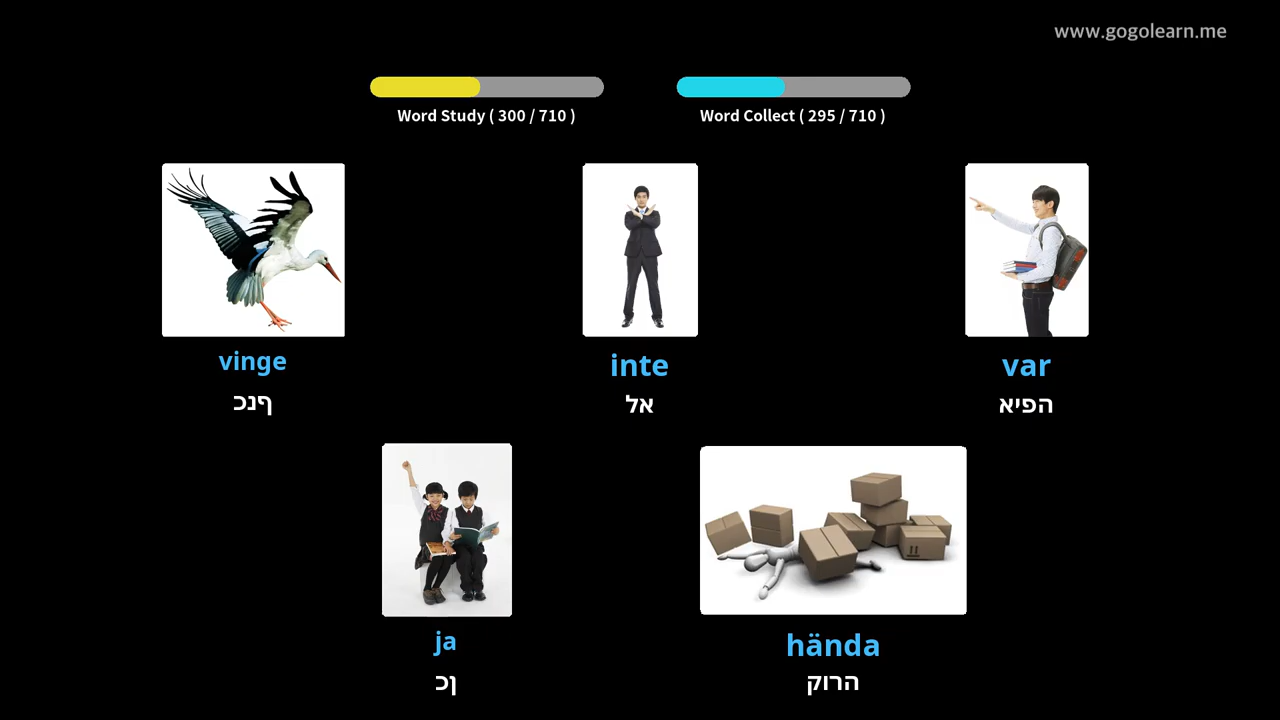 www.gogolearn.me
Word Study ( 300 / 710 )
Word Collect ( 295 / 710 )
vinge
ףנכ
inte
אל
var
הפיא
ja
ןכ
hända
הרוק